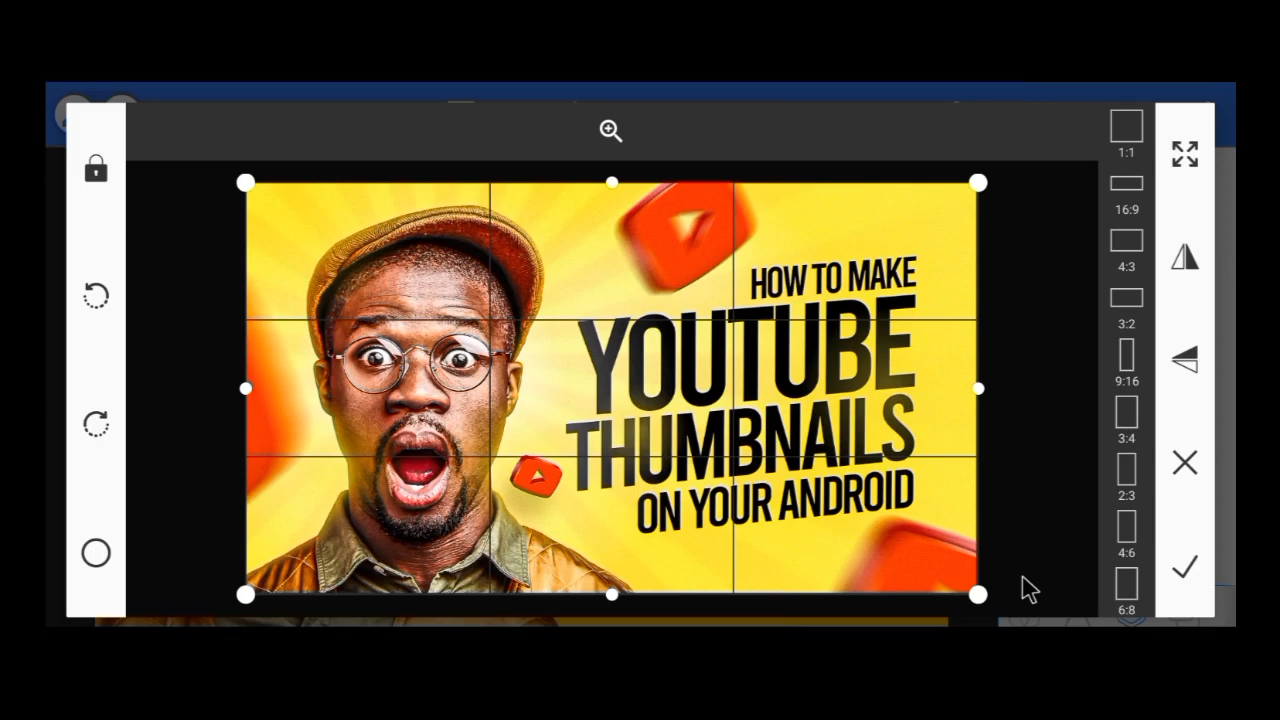 HOW TO MAKE
YOUTUBE
THUMBNAILS
ON YOUR ANDROID
1:1
16:9
4:3
3:2
9:16
3:4
2:3
4:6
6:8